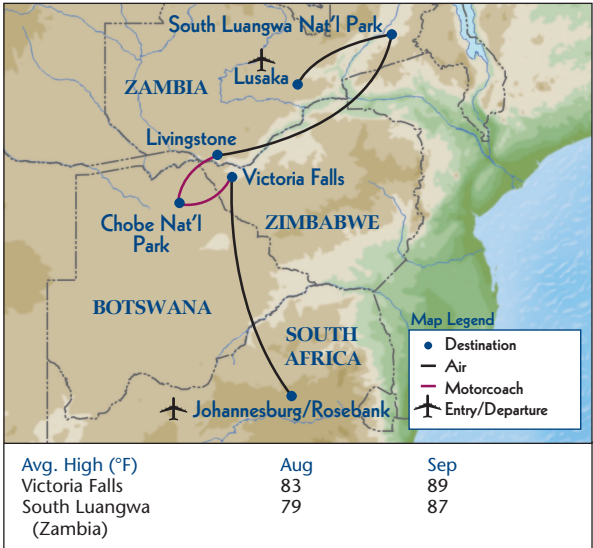 South Luangwa Nat'l Park
Lusaka
ZAMBIA
Livingstone
Victoria Falls
Chobe Nat'l
Park
ZIMBABWE
BOTSWANA
SOUTH
AFRICA
Johannesburg/Rosebank
Map Legend
Destination
Air
Motorcoach
Entry/Departure
Avg. High (°F) Aug Sep
Victoria Falls 83 89
South Luangwa 79 87
(Zambia)